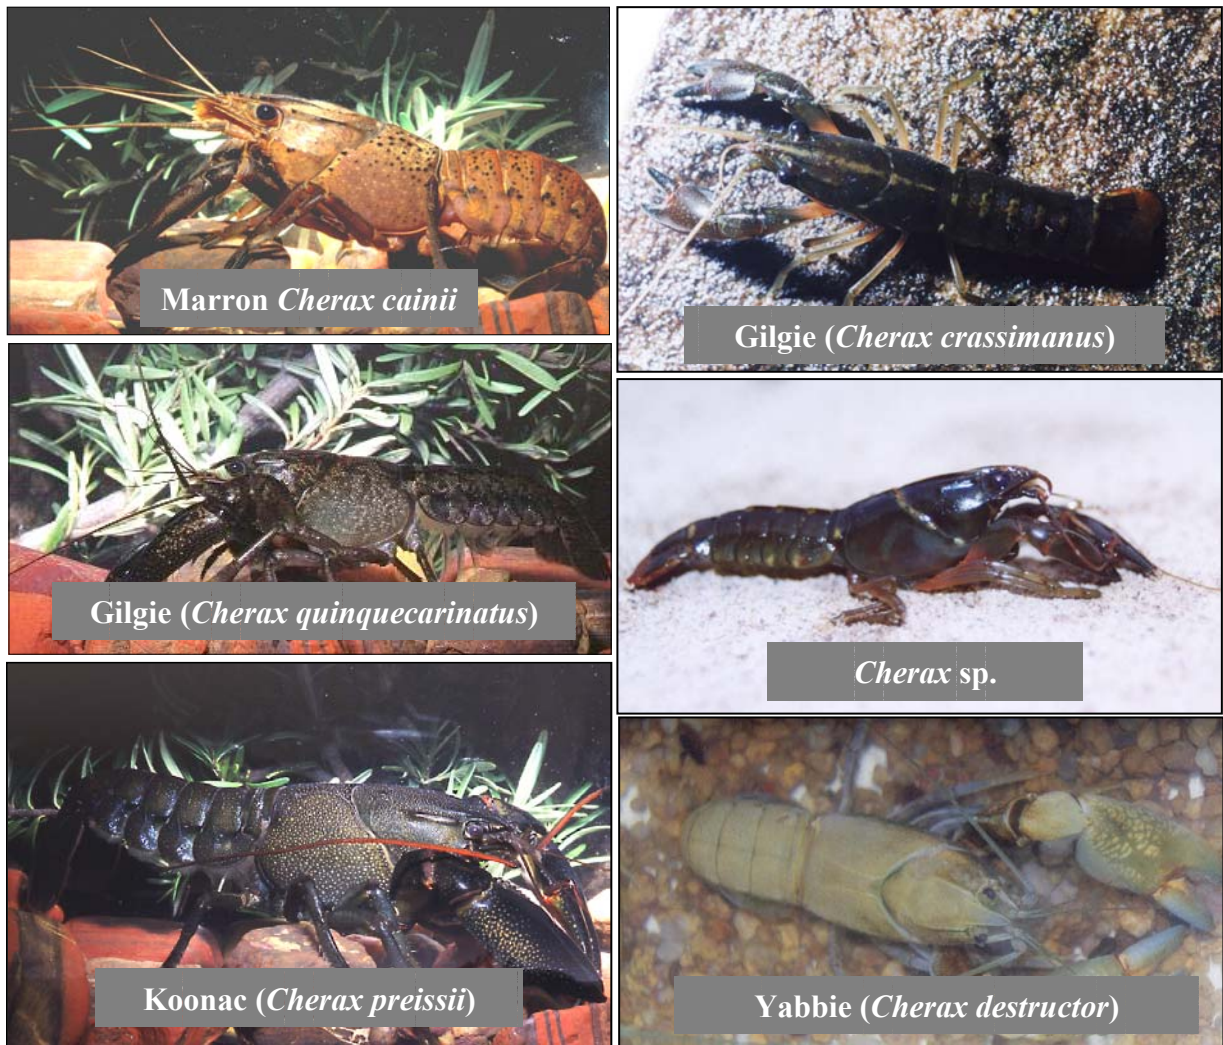 Marron Cherax cainii
Gilgie (Cherax crassimanus)
Gilgie (Cherax quinquecarinatus)
Cherax sp.
Koonac (Cherax preissii)
Yabbie (Cherax destructor)